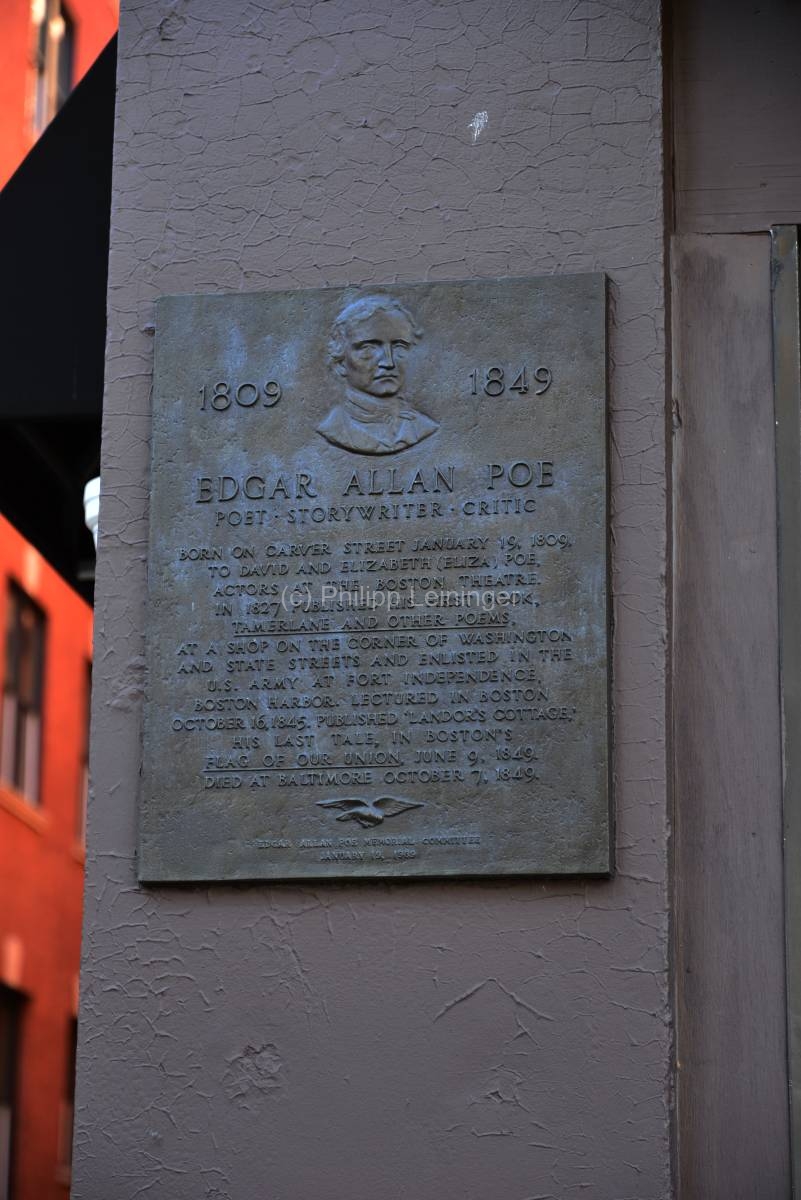 1809 1849
EDGAR ALLAN POE
POET · STORYWRITER · CRITIC
BORN ON CARVER STREET JANUARY 19, 1809,
TO DAVID AND ELIZABETH (ELIZA) POE,
ACTORS AT THE BOSTON THEATRE.
IN 1827 PUBLISHED HIS FIRST BOOK,
(c) Philipp Leininger
TAMERLANE AND OTHER POEMS,
AT A SHOP ON THE CORNER OF WASHINGTON
AND STATE STREETS AND ENLISTED IN THE
U.S. ARMY AT FORT INDEPENDENCE,
BOSTON HARBOR. LECTURED IN BOSTON
OCTOBER 16, 1845. PUBLISHED "LANDOR'S COTTAGE,"
HIS LAST TALE, IN BOSTON'S
FLAG OF OUR UNION, JUNE 9, 1849.
DIED AT BALTIMORE OCTOBER 7, 1849.
EDGAR ALLAN POE MEMORIAL COMMITTEE
JANUARY 19, 1989